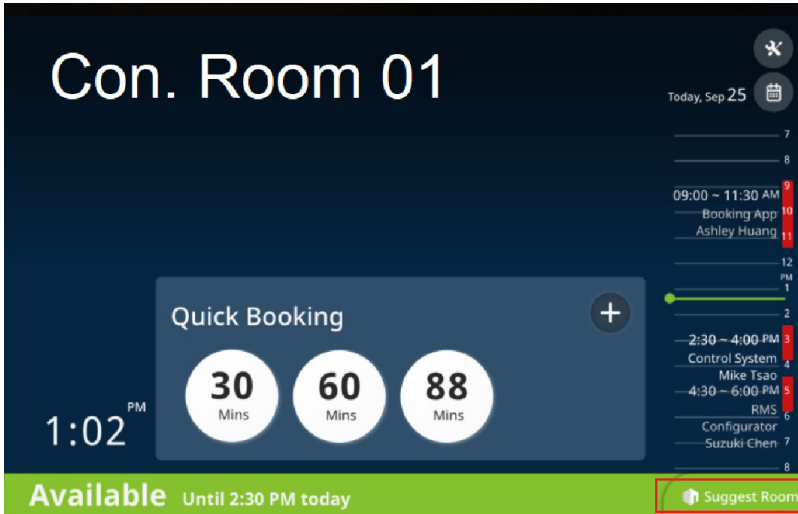 Con. Room 01
Today, Sep 25
7
8
9
09:00 ~ 11:30 AM
Booking App
10
Ashley Huang
11
12
PM
1
2
2:30 ~ 4:00 PM
3
Control System
4
Mike Tsao
4:30 ~ 6:00 PM
5
RMS
6
Configurator
Suzuki Chen
7
8
Quick Booking
+
30
Mins
60
Mins
88
Mins
1:02 PM
Available Until 2:30 PM today
Suggest Room